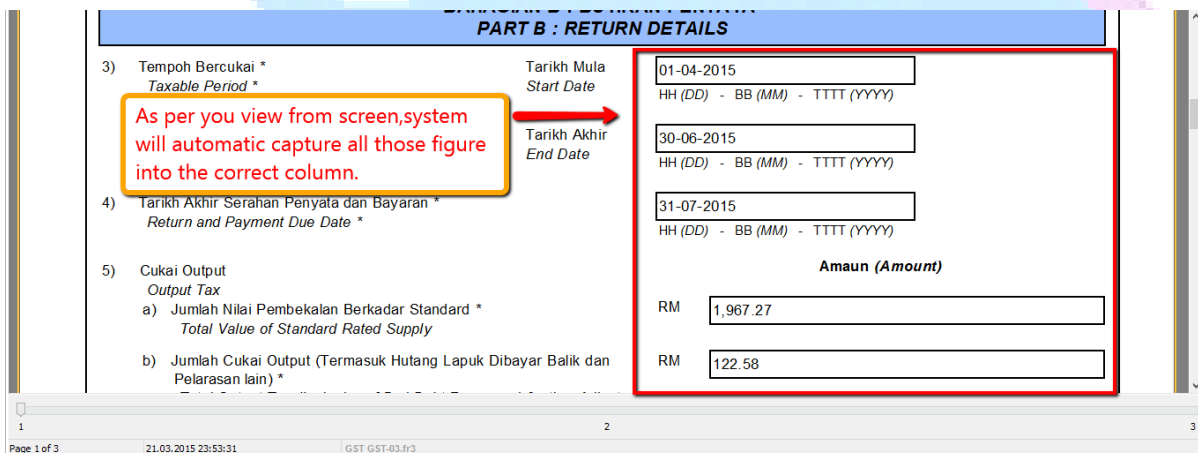 PART B : RETURN DETAILS
3) Tempoh Bercukai * Tarikh Mula 01-04-2015
Taxable Period * Start Date HH (DD) - BB (MM) - TTTT (YYYY)
As per you view from screen,system
will automatic capture all those figure
into the correct column.
Tarikh Akhir 30-06-2015
End Date HH (DD) - BB (MM) - TTTT (YYYY)
4) Tarikh Akhir Serahan Penyata dan Bayaran * 31-07-2015
Return and Payment Due Date * HH (DD) - BB (MM) - TTTT (YYYY)
5) Cukai Output Amaun (Amount)
Output Tax
a) Jumlah Nilai Pembekalan Berkadar Standard * RM 1,967.27
Total Value of Standard Rated Supply
b) Jumlah Cukai Output (Termasuk Hutang Lapuk Dibayar Balik dan RM 122.58
Pelarasan lain) *
1 2 3
Page 1 of 3 21.03.2015 23:53:31 GST GST-03.fr3